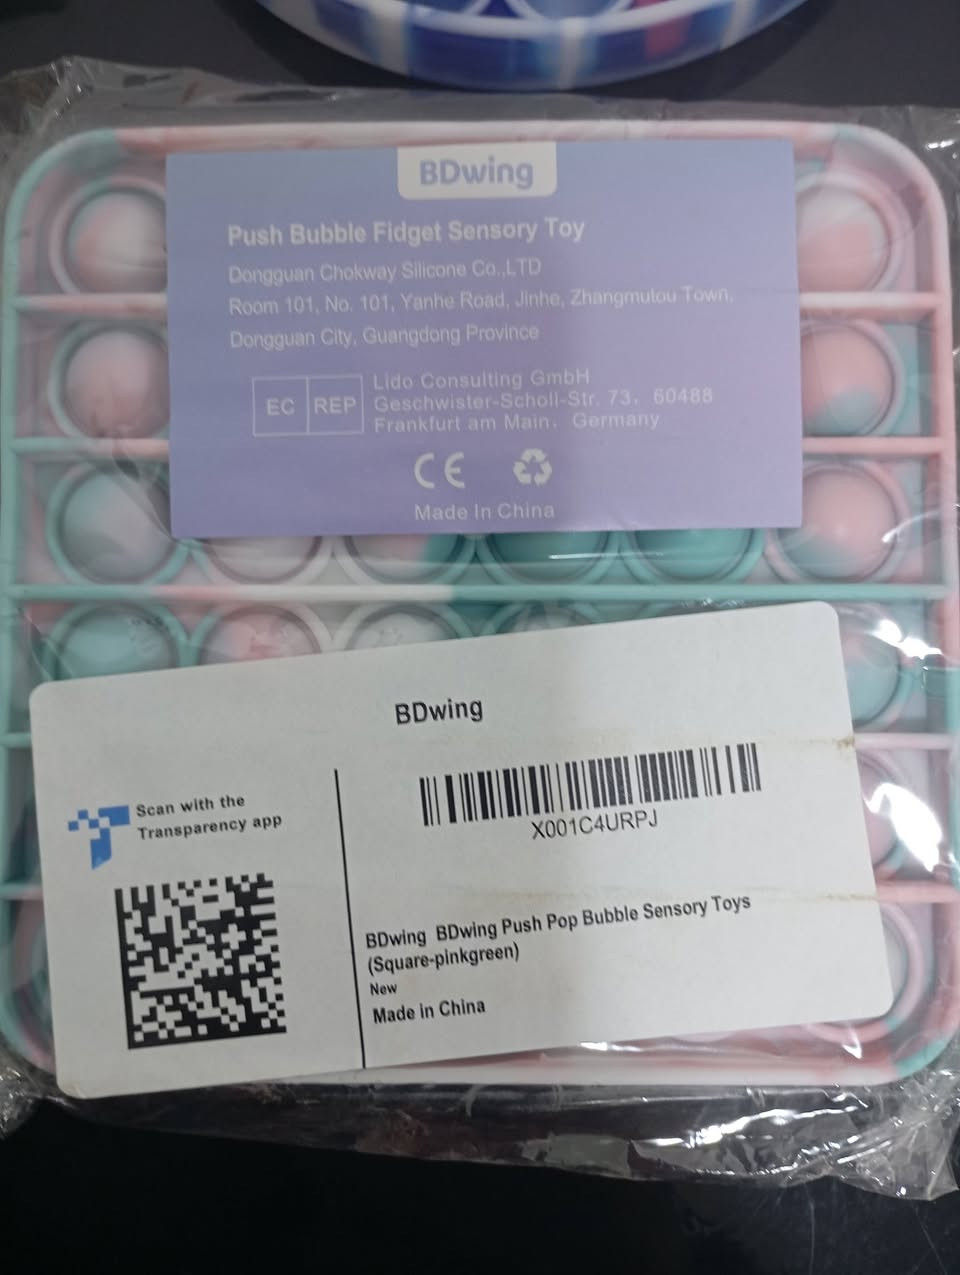 BDwing
Push Bubble Fidget Sensory Toy
Dongguan Chokway Silicone Co.,LTD
Room 101, No. 101, Yanhe Road, Jinhe, Zhangmutou Town,
Dongguan City, Guangdong Province
EC REP
Lido Consulting GmbH
Geschwister-Scholl-Str. 73, 60488
Frankfurt am Main, Germany
CE
Made In China
BDwing
Scan with the
Transparency app
X001C4URPJ
BDwing BDwing Push Pop Bubble Sensory Toys
(Square-pinkgreen)
New
Made in China